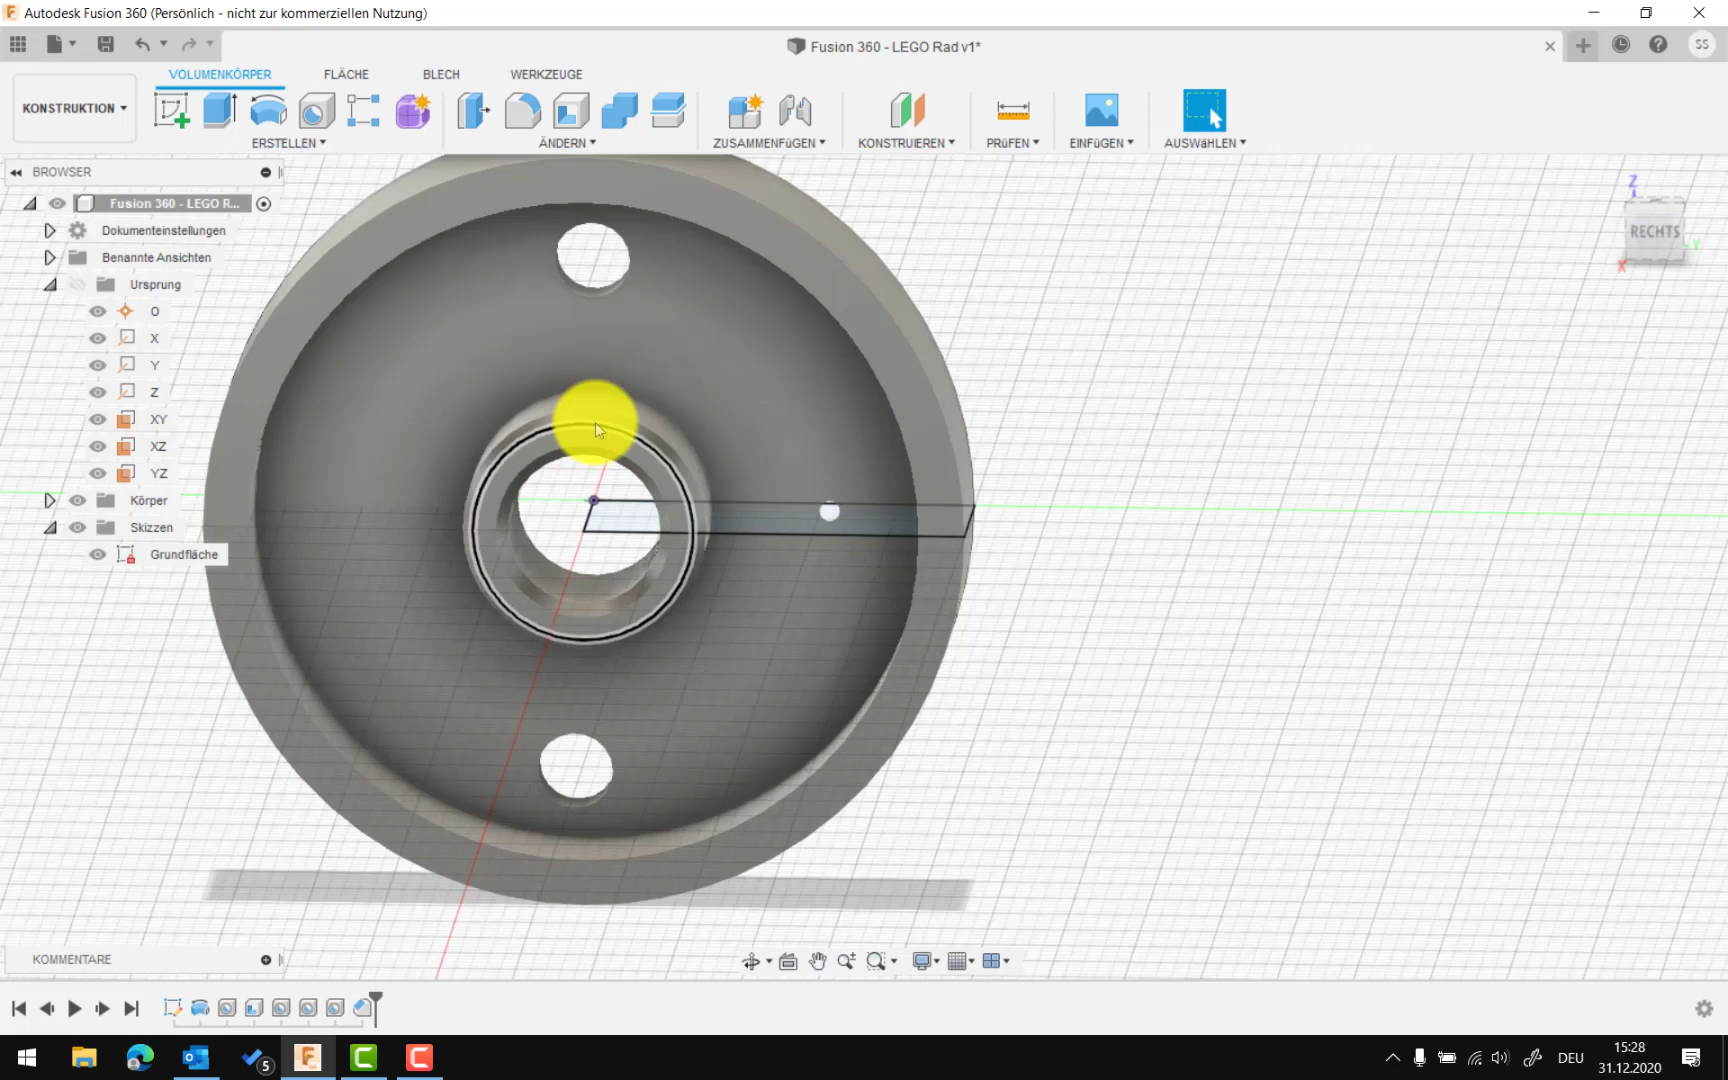 Autodesk Fusion 360 (Persönlich - nicht zur kommerziellen Nutzung)
Fusion 360 - LEGO Rad v1*
SS
VOLUMENKÖRPER
FLÄCHE
BLECH
WERKZEUGE
KONSTRUKTION
ERSTELLEN
ÄNDERN
ZUSAMMENFÜGEN
KONSTRUIEREN
PRÜFEN
EINFÜGEN
AUSWÄHLEN
BROWSER
Fusion 360 - LEGO R...
Dokumenteinstellungen
Benannte Ansichten
Ursprung
O
X
Y
Z
XY
XZ
YZ
Körper
Skizzen
Grundfläche
Z
RECHTS
Y
X
KOMMENTARE
5
DEU
15:28
31.12.2020